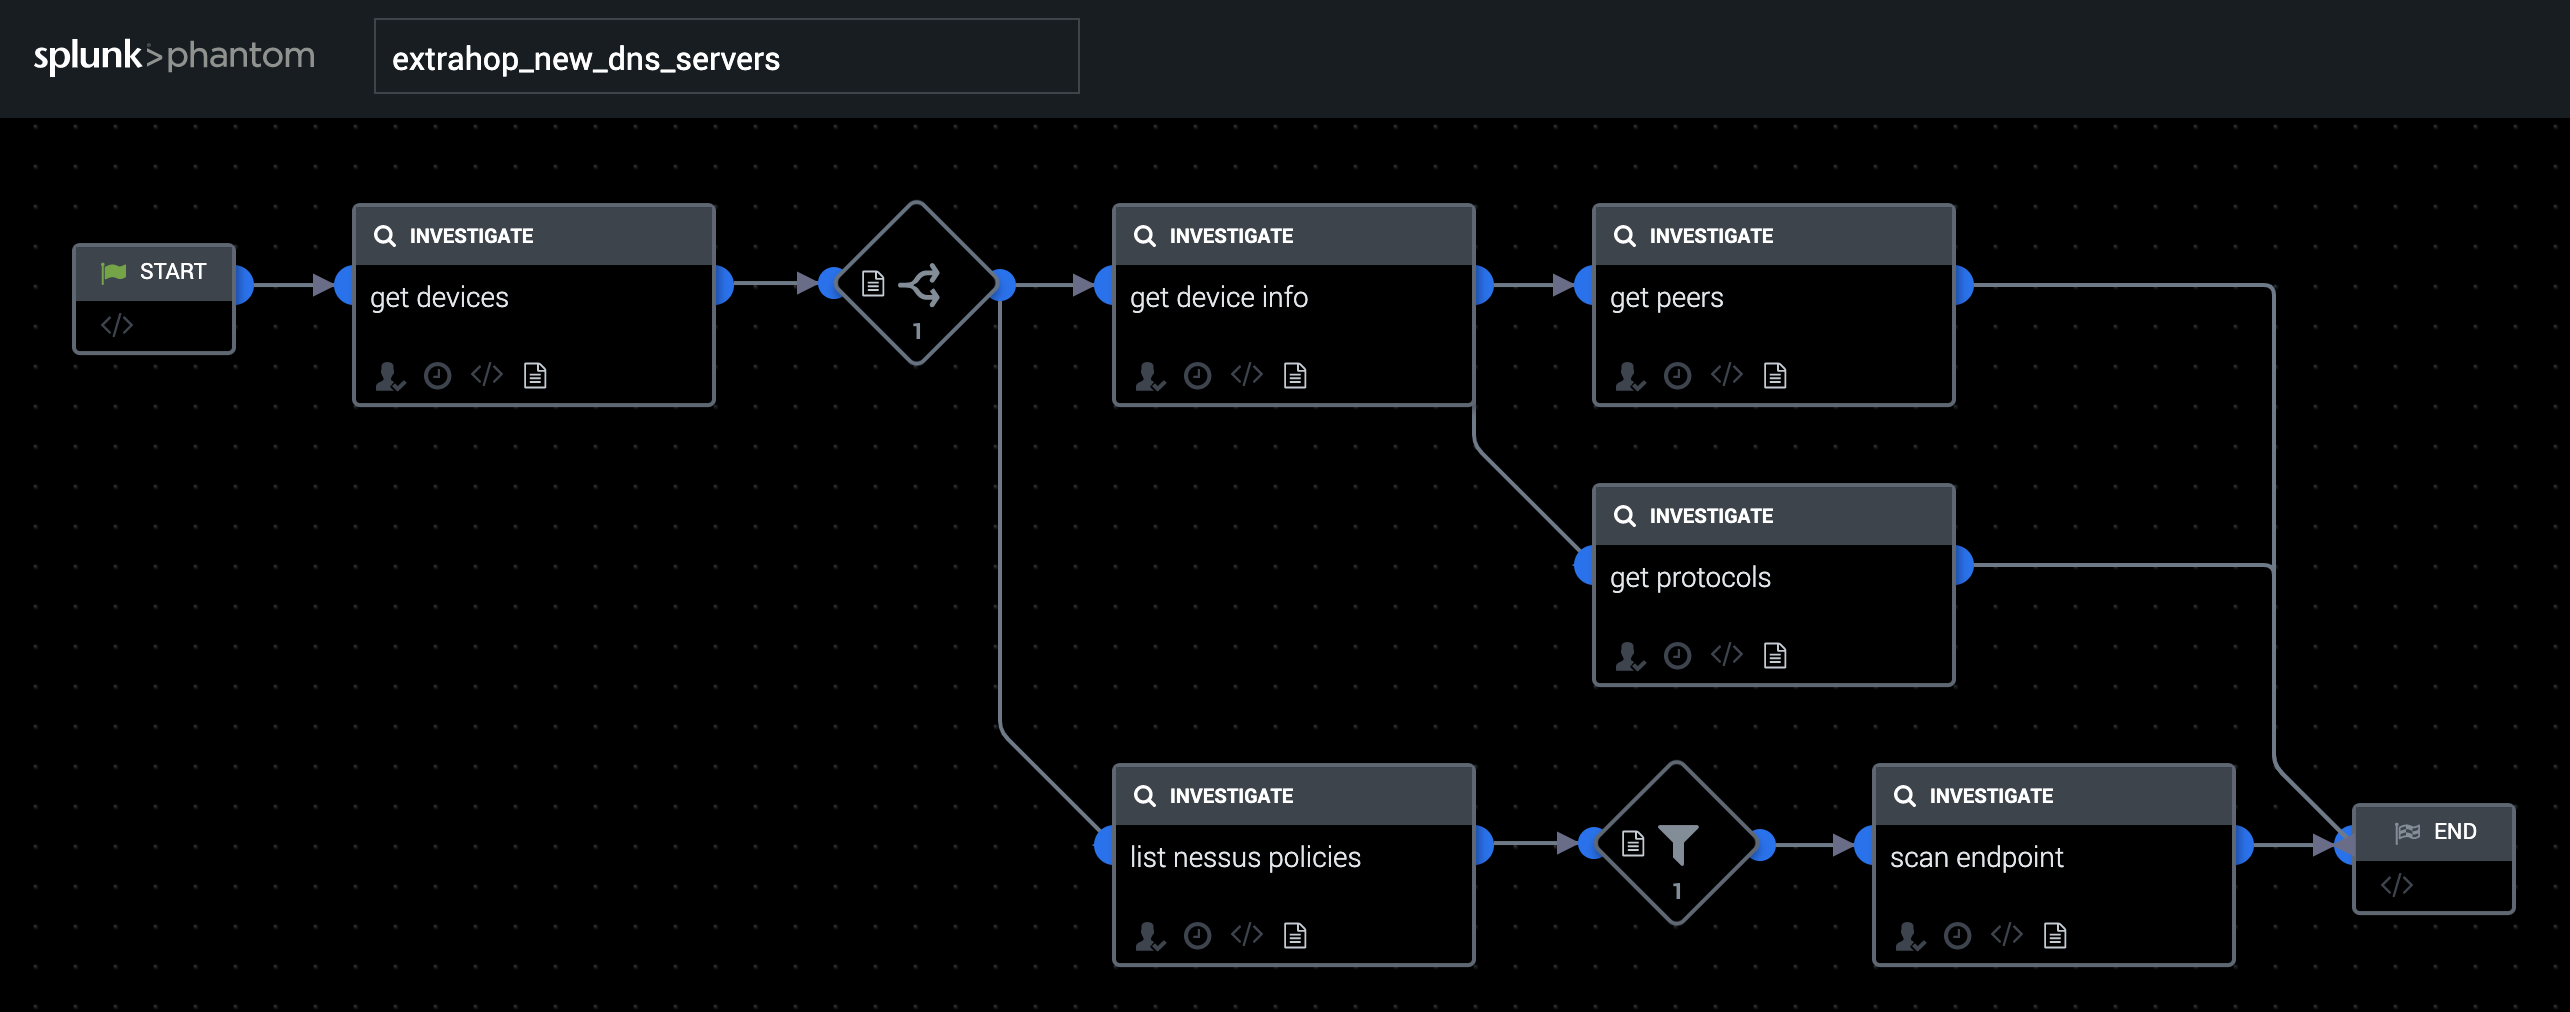 splunk>phantom
extrahop_new_dns_servers
START
</>
INVESTIGATE
get devices
</>
1
INVESTIGATE
get device info
</>
INVESTIGATE
get peers
</>
INVESTIGATE
get protocols
</>
INVESTIGATE
list nessus policies
</>
1
INVESTIGATE
scan endpoint
</>
END
</>